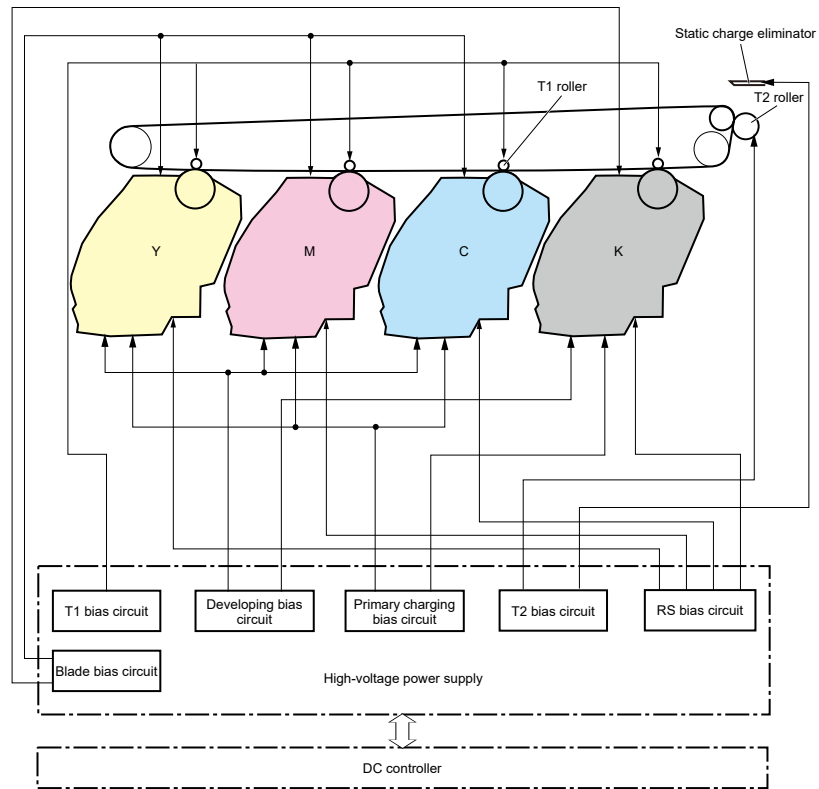 Static charge eliminator
T1 roller
T2 roller
Y
M
C
K
T1 bias circuit
Developing bias
circuit
Primary charging
bias circuit
T2 bias circuit
RS bias circuit
Blade bias circuit
High-voltage power supply
DC controller